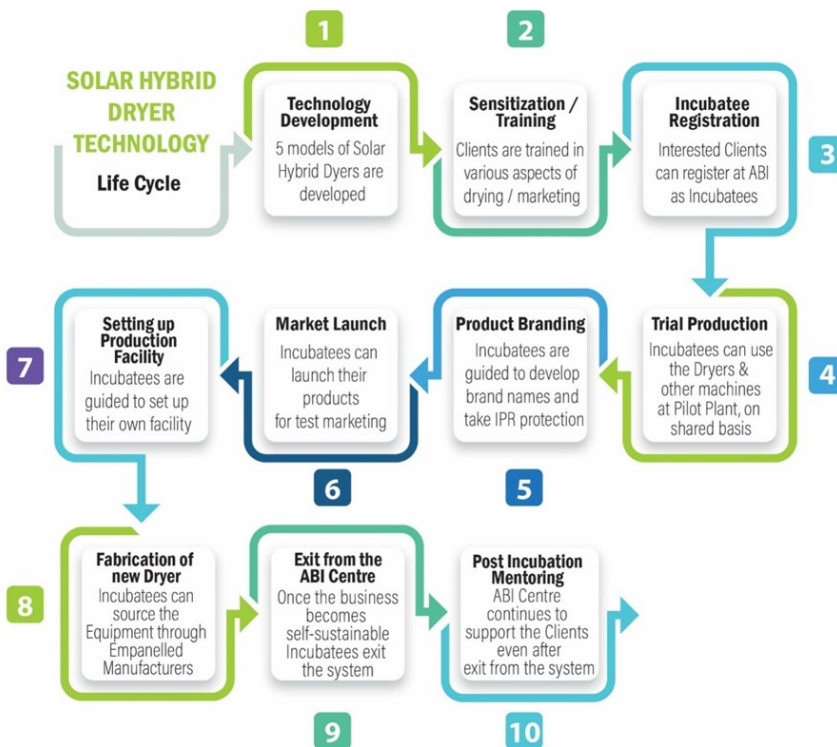 SOLAR HYBRID
DRYER
TECHNOLOGY
Life Cycle
1
Technology
Development
5 models of Solar
Hybrid Dyers are
developed
2
Sensitization /
Training
Clients are trained in
various aspects of
drying / marketing
3
Incubatee
Registration
Interested Clients
can register at ABI
as Incubatees
4
Trial Production
Incubatees can use
the Dryers &
other machines
at Pilot Plant, on
shared basis
5
Product Branding
Incubatees are
guided to develop
brand names and
take IPR protection
6
Market Launch
Incubatees can
launch their
products
for test marketing
7
Setting up
Production
Facility
Incubatees are
guided to set up
their own facility
8
Fabrication of
new Dryer
Incubatees can
source the
Equipment through
Empanelled
Manufacturers
9
Exit from the
ABI Centre
Once the business
becomes
self-sustainable
Incubatees exit
the system
10
Post Incubation
Mentoring
ABI Centre
continues to
support the Clients
even after
exit from the system